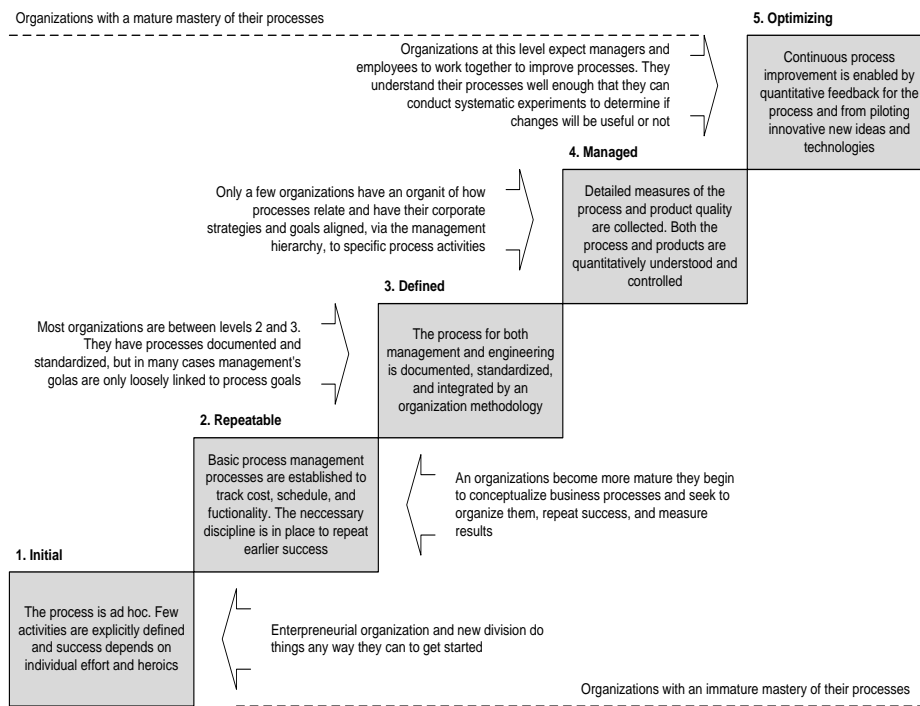 Organizations with a mature mastery of their processes
5. Optimizing
Organizations at this level expect managers and
employees to work together to improve processes. They
understand their processes well enough that they can
conduct systematic experiments to determine if
changes will be useful or not
Continuous process
improvement is enabled by
quantitative feedback for the
process and from piloting
innovative new ideas and
technologies
4. Managed
Only a few organizations have an organit of how
processes relate and have their corporate
strategies and goals aligned, via the management
hierarchy, to specific process activities
Detailed measures of the
process and product quality
are collected. Both the
process and products are
quantitatively understood and
controlled
3. Defined
Most organizations are between levels 2 and 3.
They have processes documented and
standardized, but in many cases management's
golas are only loosely linked to process goals
The process for both
management and engineering
is documented, standardized,
and integrated by an
organization methodology
2. Repeatable
Basic process management
processes are established to
track cost, schedule, and
fuctionality. The neccessary
discipline is in place to repeat
earlier success
An organizations become more mature they begin
to conceptualize business processes and seek to
organize them, repeat success, and measure
results
1. Initial
The process is ad hoc. Few
activities are explicitly defined
and success depends on
individual effort and heroics
Enterpreneurial organization and new division do
things any way they can to get started
Organizations with an immature mastery of their processes